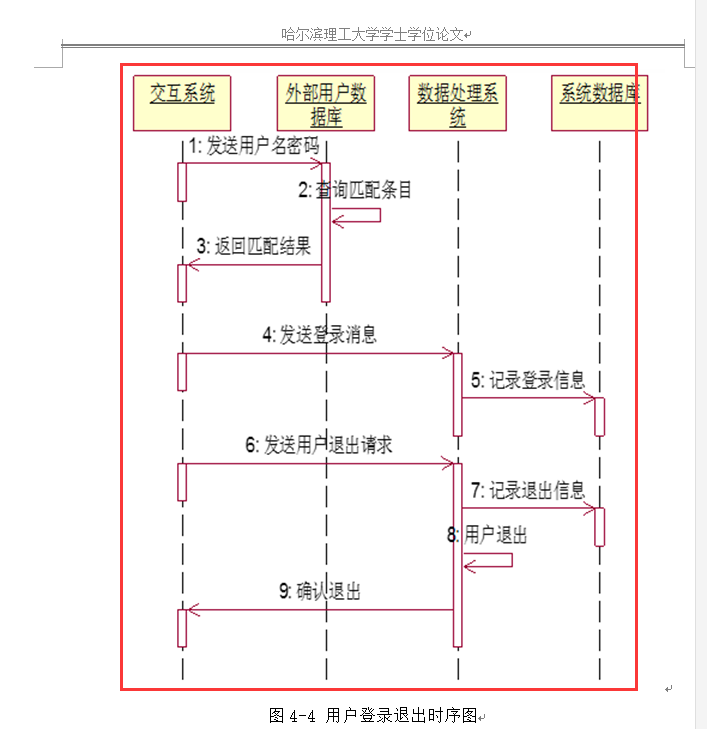 哈尔滨理工大学学士学位论文
交互系统
外部用户数
据库
数据处理系
统
系统数据库
1: 发送用户名密码
2: 查询匹配条目
3: 返回匹配结果
4: 发送登录消息
5: 记录登录信息
6: 发送用户退出请求
7: 记录退出信息
8: 用户退出
9: 确认退出
图 4-4 用户登录退出时序图